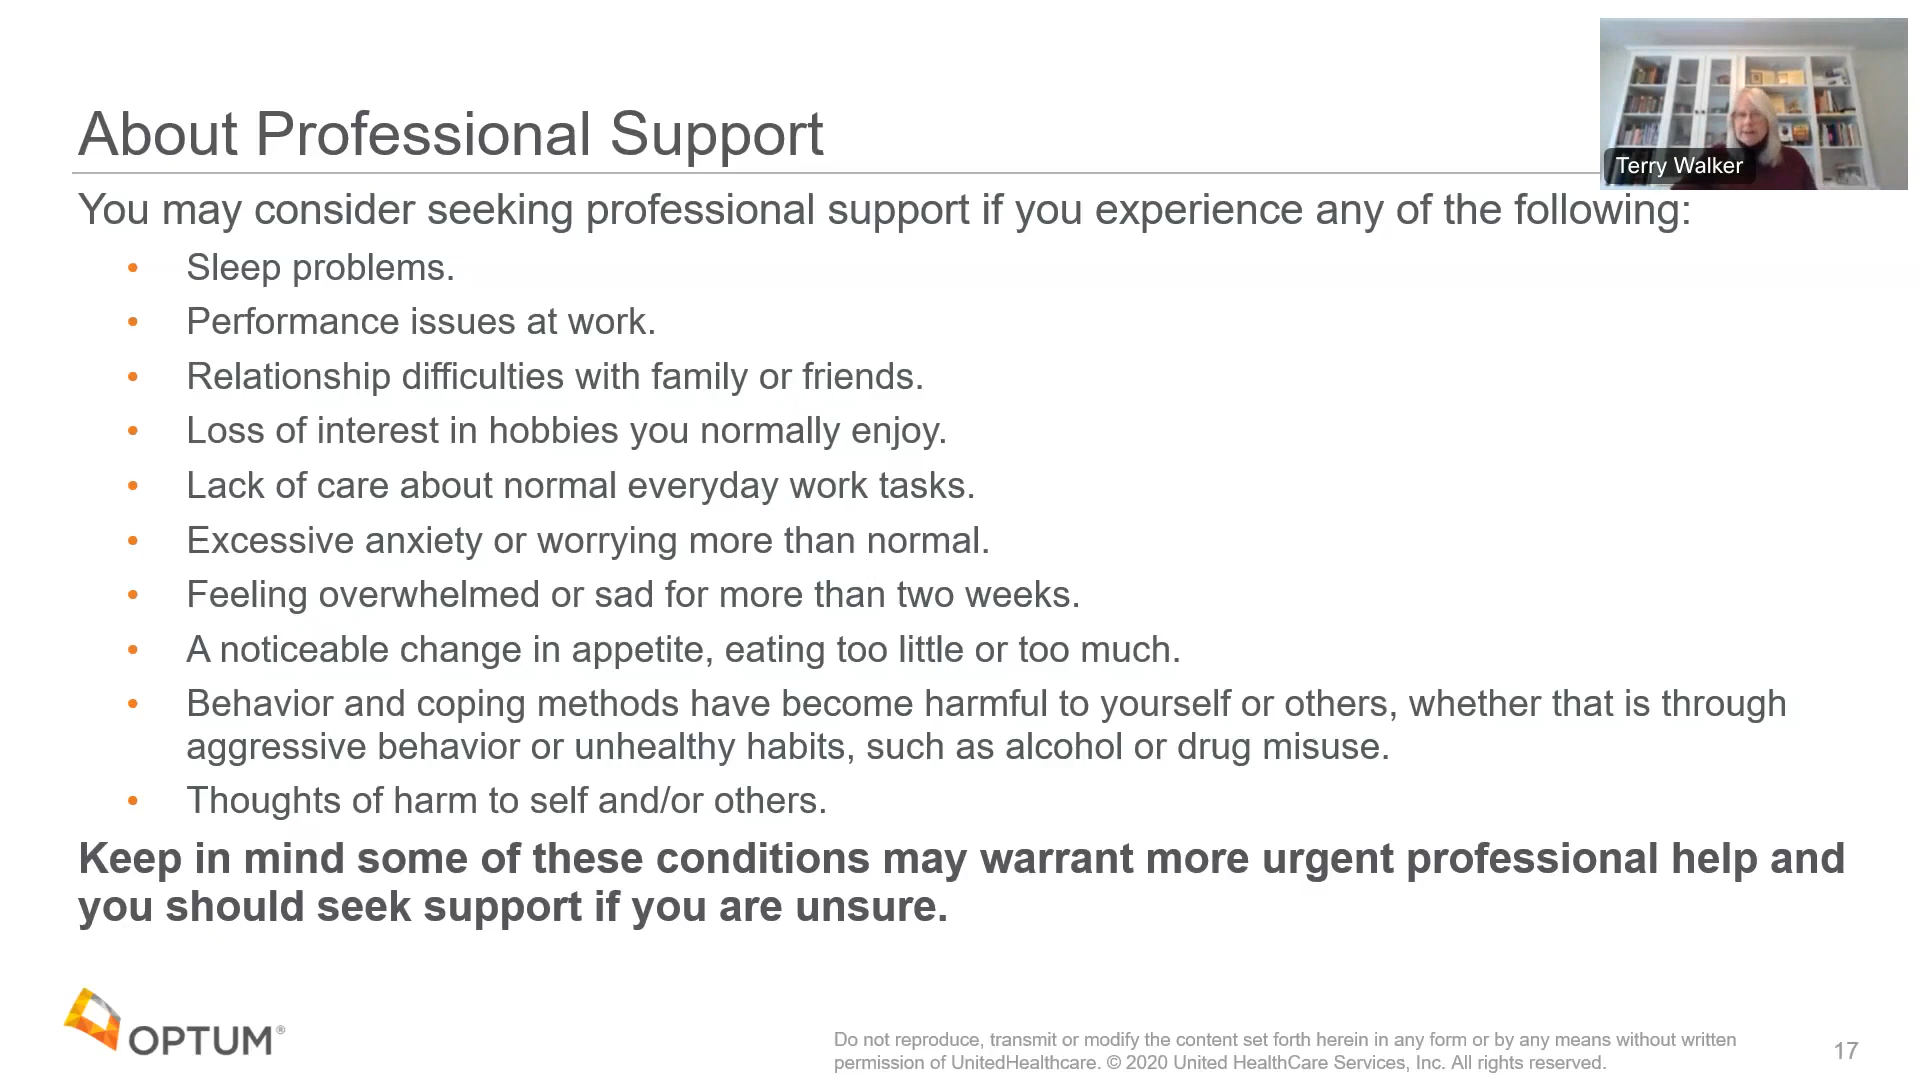 About Professional Support
Terry Walker
You may consider seeking professional support if you experience any of the following:
• Sleep problems.
• Performance issues at work.
• Relationship difficulties with family or friends.
• Loss of interest in hobbies you normally enjoy.
• Lack of care about normal everyday work tasks.
• Excessive anxiety or worrying more than normal.
• Feeling overwhelmed or sad for more than two weeks.
• A noticeable change in appetite, eating too little or too much.
• Behavior and coping methods have become harmful to yourself or others, whether that is through
aggressive behavior or unhealthy habits, such as alcohol or drug misuse.
• Thoughts of harm to self and/or others.
Keep in mind some of these conditions may warrant more urgent professional help and
you should seek support if you are unsure.
OPTUM®
Do not reproduce, transmit or modify the content set forth herein in any form or by any means without written
permission of UnitedHealthcare. © 2020 United HealthCare Services, Inc. All rights reserved.
17